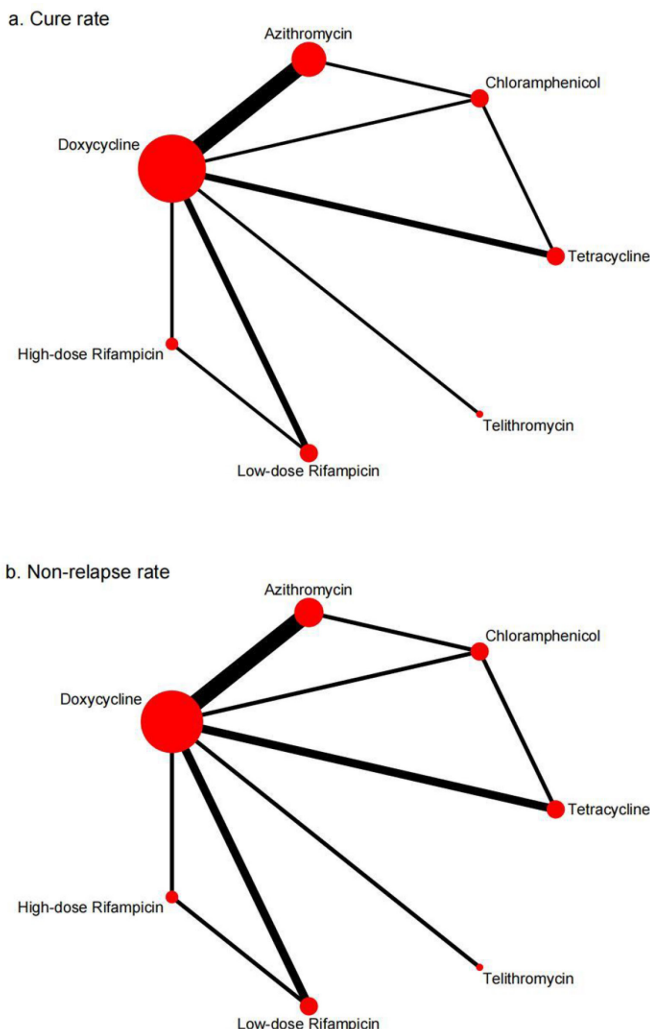 a. Cure rate
Azithromycin
Chloramphenicol
Doxycycline
Tetracycline
High-dose Rifampicin
Telithromycin
Low-dose Rifampicin
b. Non-relapse rate
Azithromycin
Chloramphenicol
Doxycycline
Tetracycline
High-dose Rifampicin
Telithromycin
Low-dose Rifampicin